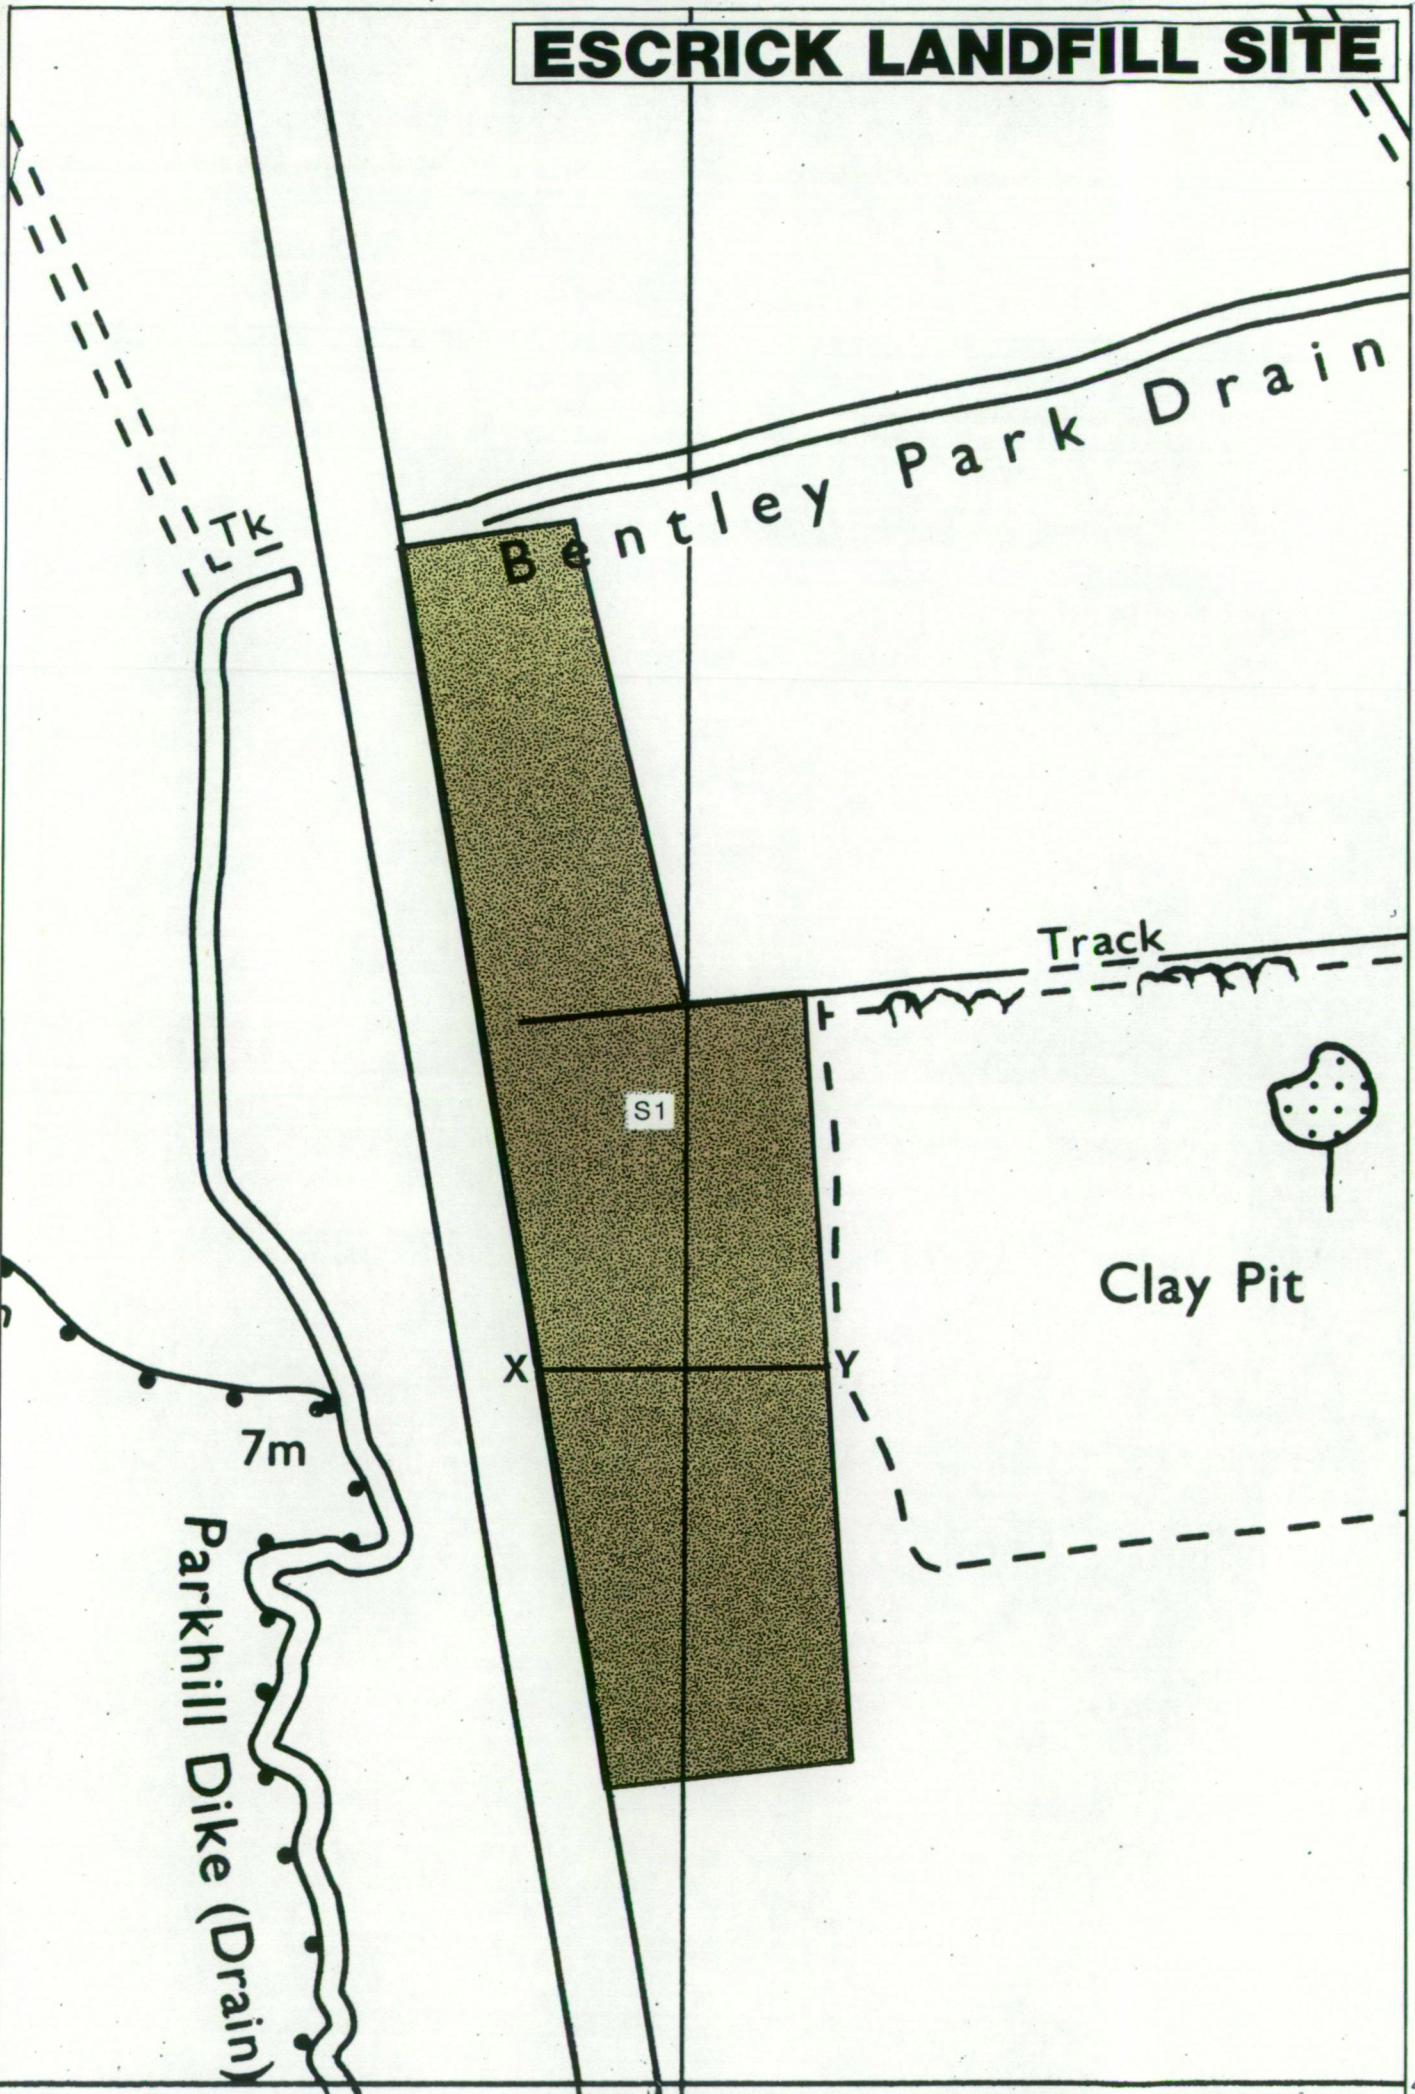 ESCRICK LANDFILL SITE
Bentley Park Drain
Tk
Track
S1
Clay Pit
X
Y
7m
Parkhill Dike (Drain)